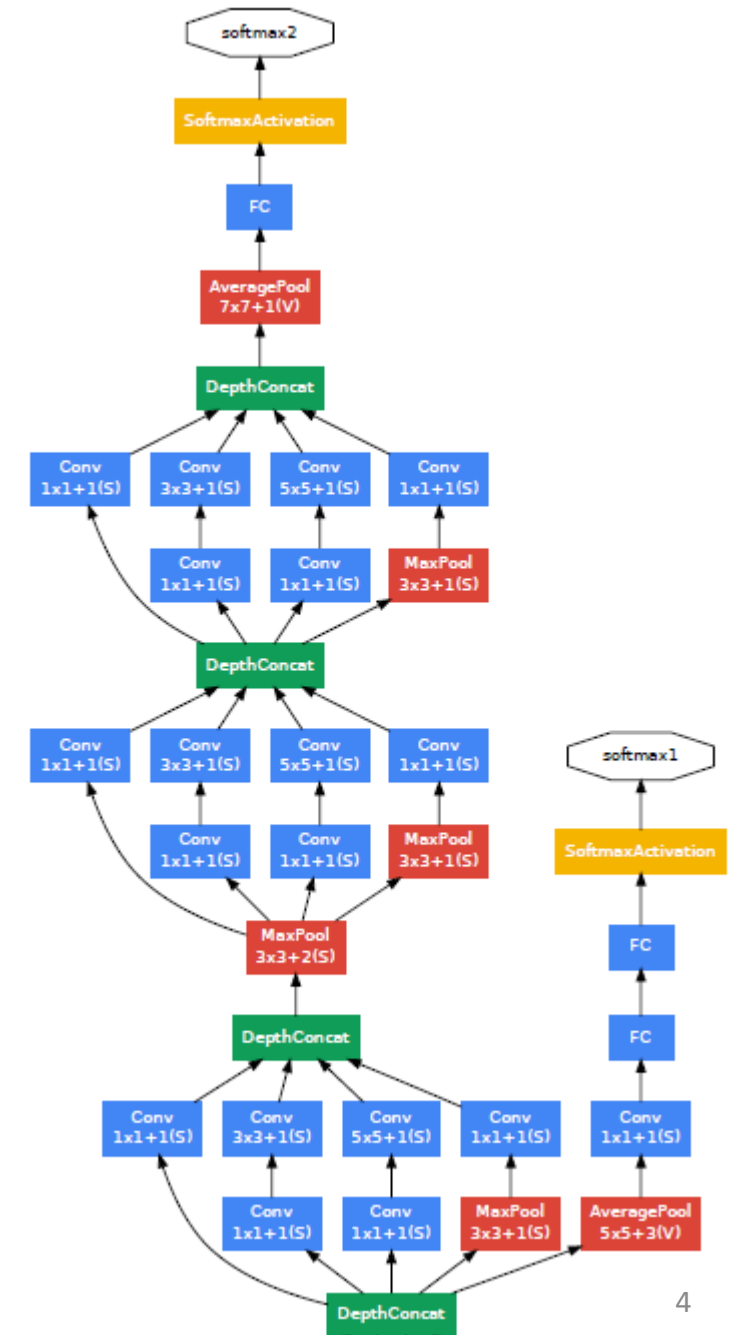 softmax2
SoftmaxActivation
FC
AveragePool
7x7+1(V)
DepthConcat
Conv
1x1+1(S)
Conv
3x3+1(S)
Conv
5x5+1(S)
Conv
1x1+1(S)
Conv
1x1+1(S)
Conv
1x1+1(S)
MaxPool
3x3+1(S)
DepthConcat
Conv
1x1+1(S)
Conv
3x3+1(S)
Conv
5x5+1(S)
Conv
1x1+1(S)
softmax1
Conv
1x1+1(S)
Conv
1x1+1(S)
MaxPool
3x3+1(S)
SoftmaxActivation
MaxPool
3x3+2(S)
FC
DepthConcat
FC
Conv
1x1+1(S)
Conv
3x3+1(S)
Conv
5x5+1(S)
Conv
1x1+1(S)
Conv
1x1+1(S)
Conv
1x1+1(S)
Conv
1x1+1(S)
MaxPool
3x3+1(S)
AveragePool
5x5+3(V)
DepthConcat
4